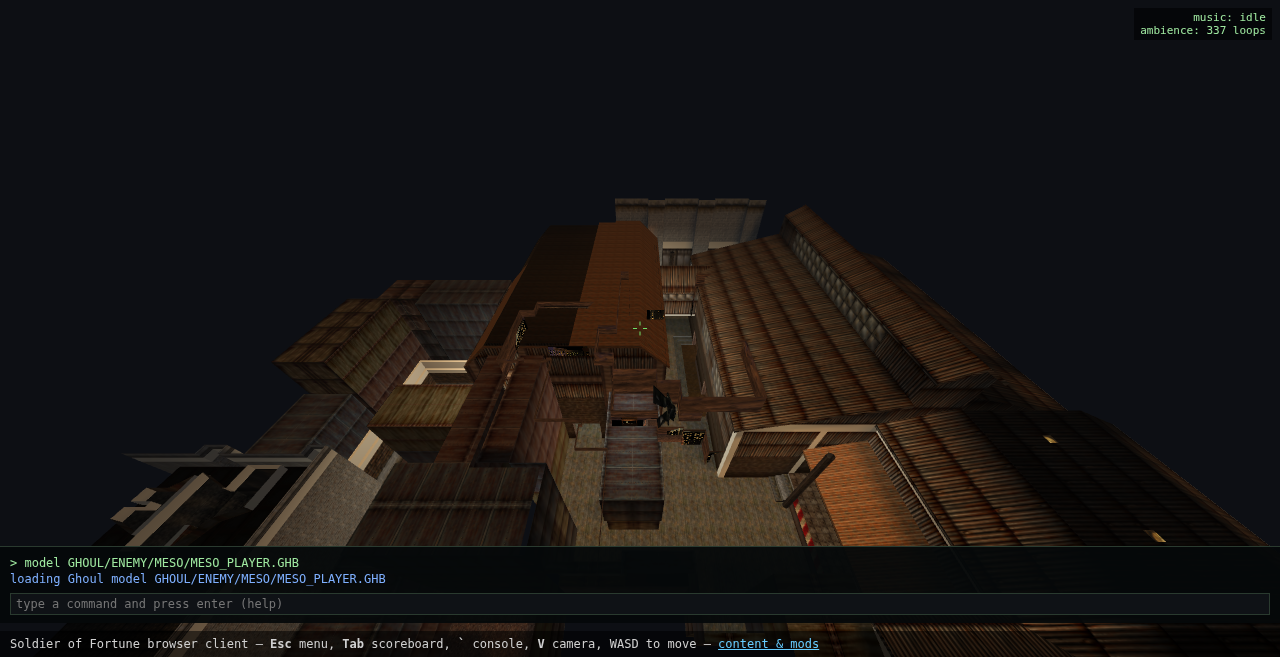 music: idle
ambience: 337 loops
> model GHOUL/ENEMY/MESO/MESO_PLAYER.GHB
loading Ghoul model GHOUL/ENEMY/MESO/MESO_PLAYER.GHB
type a command and press enter (help)
Soldier of Fortune browser client — Esc menu, Tab scoreboard, ` console, V camera, WASD to move — content & mods